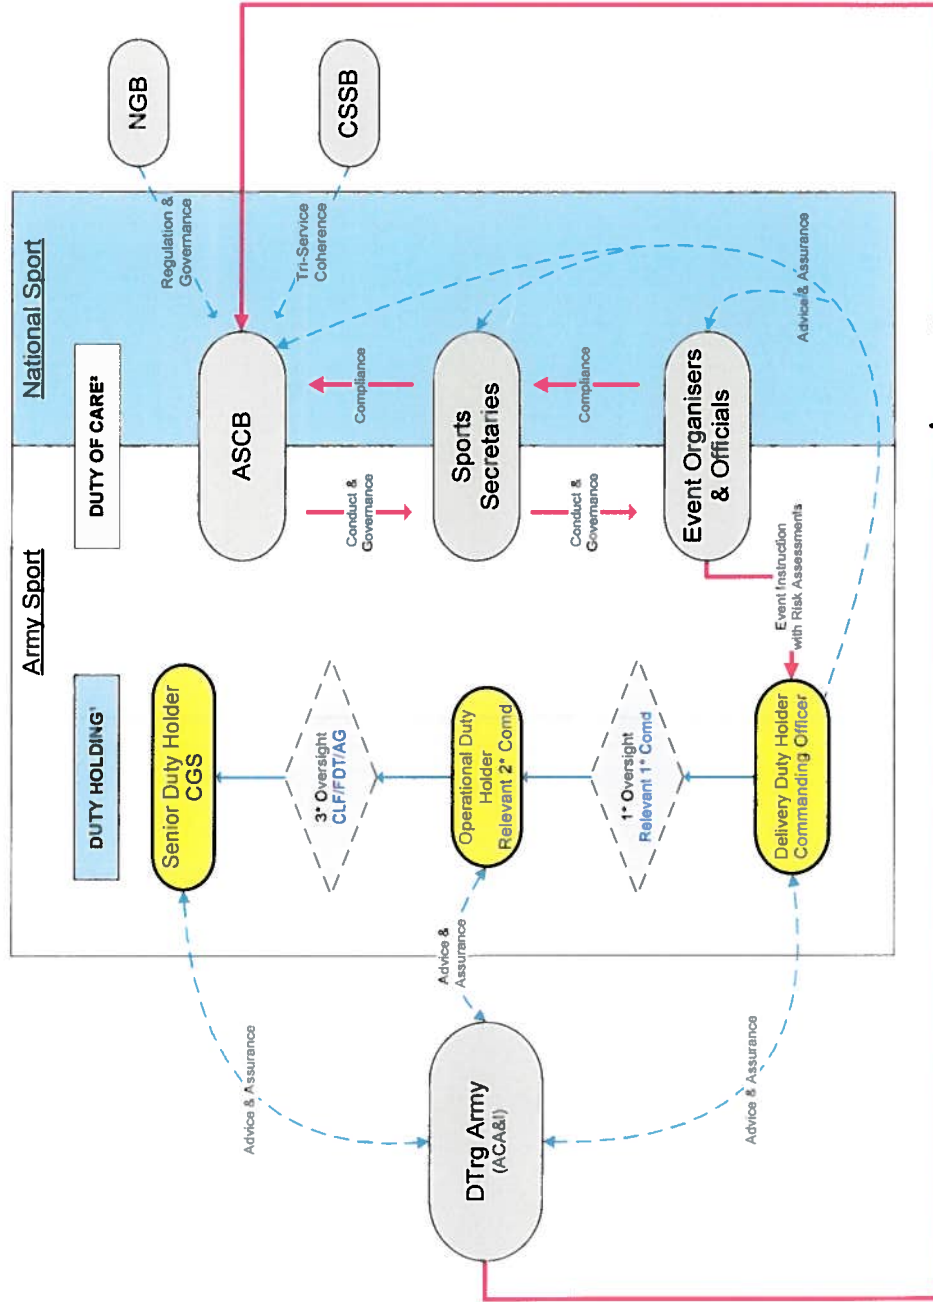 Army Sport
National Sport
DUTY HOLDING¹
DUTY OF CARE²
NGB
Regulation &
Governance
Senior Duty Holder
CGS
ASCB
Tri-Service
Coherence
CSSB
Advice & Assurance
3* Oversight
CLF/FDT/AG
Conduct &
Governance
Compliance
DTrg Army
(ACA&I)
Advice &
Assurance
Operational Duty
Holder
Relevant 2* Comd
Sports
Secretaries
1* Oversight
Relevant 1* Comd
Conduct &
Governance
Compliance
Advice & Assurance
Delivery Duty Holder
Commanding Officer
Event Instruction
with Risk Assessments
Event Organisers
& Officials
Advice & Assurance